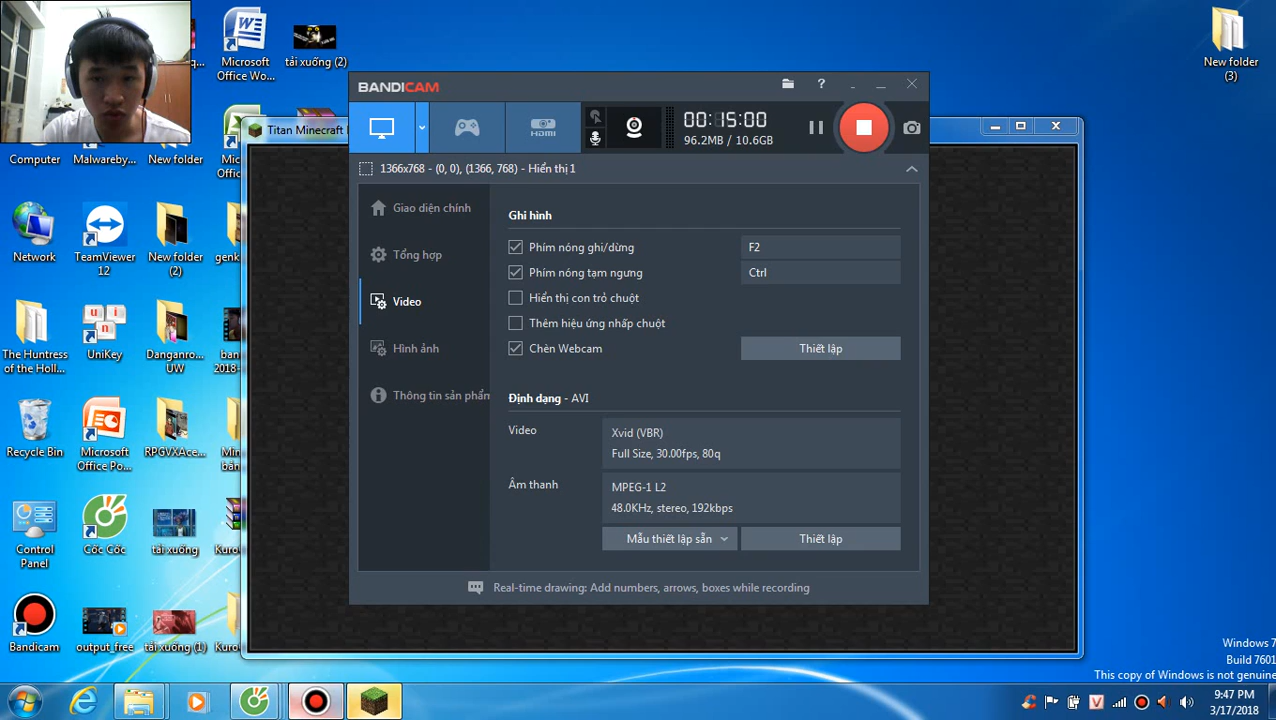 Microsoft
Office Wo...
tải xuống (2)
New folder
(3)
Computer
Malwareby...
New folder
Network
TeamViewer
12
New folder
(2)
The Huntress
of the Holl...
UniKey
Danganro...
UW
Recycle Bin
Microsoft
Office Po...
RPGVXAce...
Control
Panel
Cốc Cốc
tải xuống
Bandicam
output_free
tải xuống (1)
Titan Minecraft
BANDICAM
?
HDMI
00:15:00
96.2MB / 10.6GB
1366x768 - (0, 0), (1366, 768) - Hiển thị 1
Giao diện chính
Tổng hợp
Video
Hình ảnh
Thông tin sản phẩm
Ghi hình
Phím nóng ghi/dừng
F2
Phím nóng tạm ngưng
Ctrl
Hiển thị con trỏ chuột
Thêm hiệu ứng nhấp chuột
Chèn Webcam
Thiết lập
Định dạng - AVI
Video
Xvid (VBR)
Full Size, 30.00fps, 80q
Âm thanh
MPEG-1 L2
48.0KHz, stereo, 192kbps
Mẫu thiết lập sẵn
Thiết lập
Real-time drawing: Add numbers, arrows, boxes while recording
Windows 7
Build 7601
This copy of Windows is not genuine
V
9:47 PM
3/17/2018